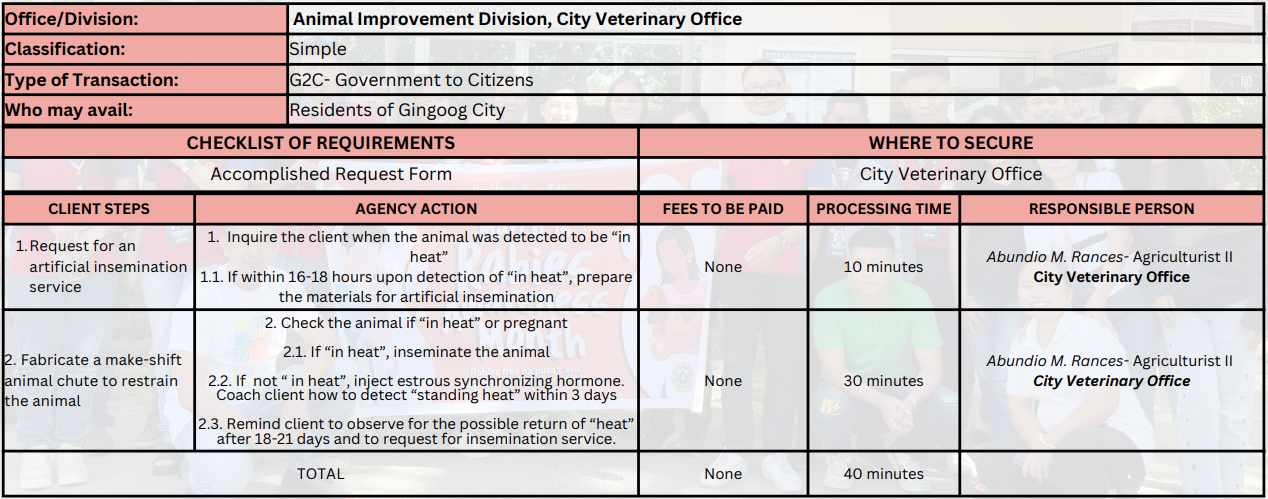 Office/Division: Animal Improvement Division, City Veterinary Office
Classification: Simple
Type of Transaction: G2C- Government to Citizens
Who may avail: Residents of Gingoog City
CHECKLIST OF REQUIREMENTS WHERE TO SECURE
Accomplished Request Form City Veterinary Office
CLIENT STEPS AGENCY ACTION FEES TO BE PAID PROCESSING TIME RESPONSIBLE PERSON
1. Request for an
artificial insemination
service
1. Inquire the client when the animal was detected to be “in
heat”
1.1. If within 16-18 hours upon detection of “in heat”, prepare
the materials for artificial insemination
None
10 minutes
Abundio M. Rances- Agriculturist II
City Veterinary Office
2. Fabricate a make-shift
animal chute to restrain
the animal
2. Check the animal if “in heat” or pregnant
2.1. If “in heat”, inseminate the animal
2.2. If not “ in heat”, inject estrous synchronizing hormone.
Coach client how to detect “standing heat” within 3 days
2.3. Remind client to observe for the possible return of “heat”
after 18-21 days and to request for insemination service.
None
30 minutes
Abundio M. Rances- Agriculturist II
City Veterinary Office
TOTAL None 40 minutes
Rabies
Awareness
Month